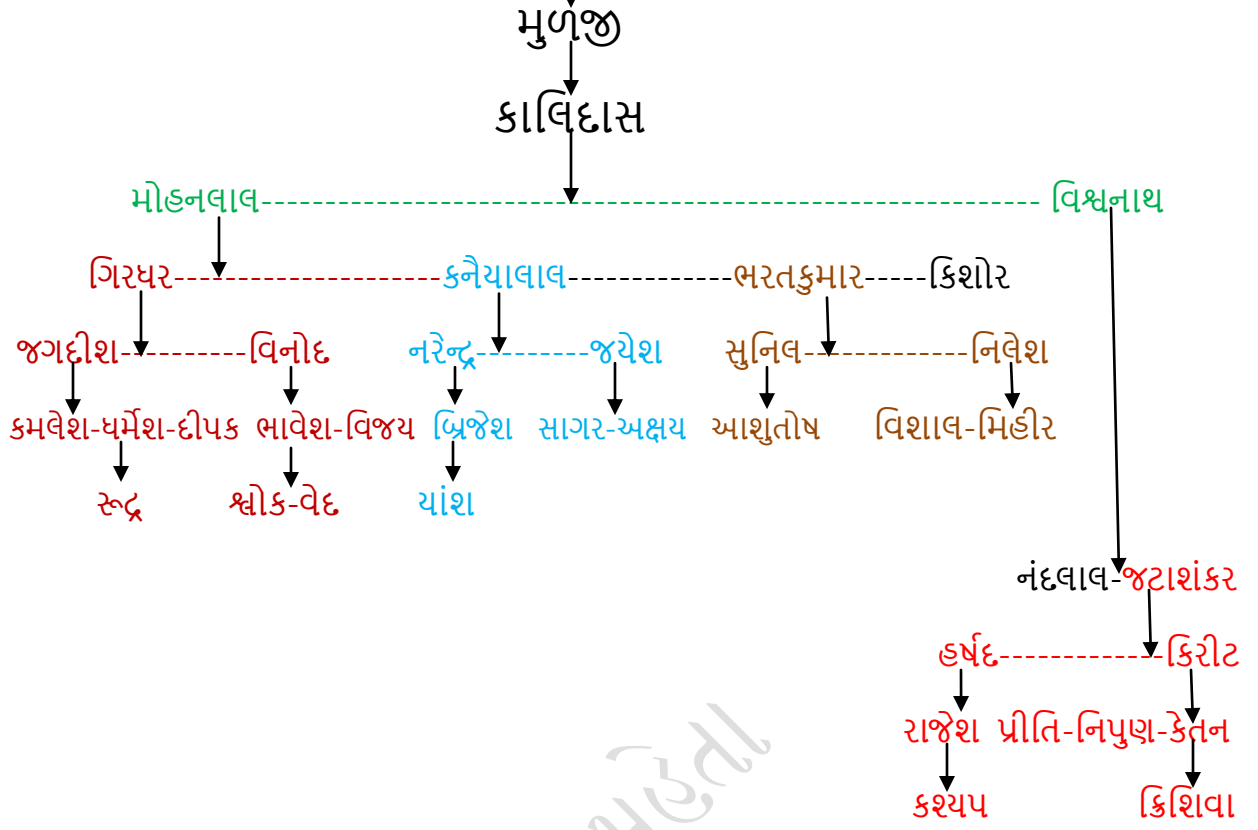 મુળજી
કાલિદાસ
મોહનલાલ--------------------------------------------------------- વિશ્વનાથ
ગિરધર--------------------કનૈયાલાલ-------------ભરતકુમાર-----કિશોર
જગદીશ----------વિનોદ નરેન્દ્ર---------જયેશ સુનિલ-------------નિલેશ
કમલેશ-ધર્મેશ-દીપક ભાવેશ-વિજય બ્રિજેશ સાગર-અક્ષય આશુતોષ વિશાલ-મિહીર
રૂદ્ર શ્લોક-વેદ યાંશ
નંદલાલ-જટાશંકર
હર્ષદ-------------કિરીટ
રાજેશ પ્રીતિ-નિપુણ-કેતન
કશ્યપ ક્રિશિવા